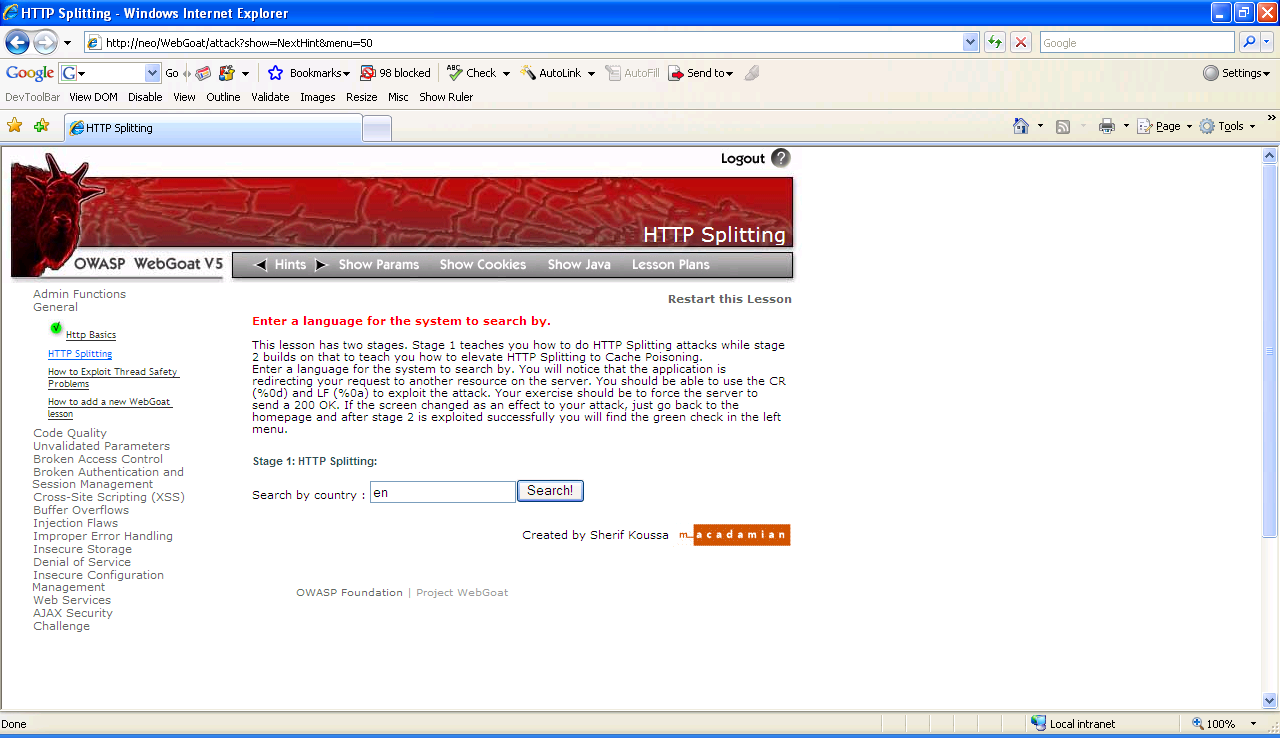 HTTP Splitting - Windows Internet Explorer
http://neo/WebGoat/attack?show=NextHint&menu=50
Google
Google G Go Bookmarks 98 blocked ABC Check AutoLink AutoFill Send to Settings
DevToolBar View DOM Disable View Outline Validate Images Resize Misc Show Ruler
HTTP Splitting
Page Tools »
Logout ?
HTTP Splitting
OWASP WebGoat V5
Hints Show Params Show Cookies Show Java Lesson Plans
Admin Functions
General
Http Basics
HTTP Splitting
How to Exploit Thread Safety
Problems
How to add a new WebGoat
lesson
Code Quality
Unvalidated Parameters
Broken Access Control
Broken Authentication and
Session Management
Cross-Site Scripting (XSS)
Buffer Overflows
Injection Flaws
Improper Error Handling
Insecure Storage
Denial of Service
Insecure Configuration
Management
Web Services
AJAX Security
Challenge
Restart this Lesson
Enter a language for the system to search by.
This lesson has two stages. Stage 1 teaches you how to do HTTP Splitting attacks while stage
2 builds on that to teach you how to elevate HTTP Splitting to Cache Poisoning.
Enter a language for the system to search by. You will notice that the application is
redirecting your request to another resource on the server. You should be able to use the CR
(%0d) and LF (%0a) to exploit the attack. Your exercise should be to force the server to
send a 200 OK. If the screen changed as an effect to your attack, just go back to the
homepage and after stage 2 is exploited successfully you will find the green check in the left
menu.
Stage 1: HTTP Splitting:
Search by country : en Search!
Created by Sherif Koussa m_acadamian
OWASP Foundation | Project WebGoat
Done
Local intranet
100%